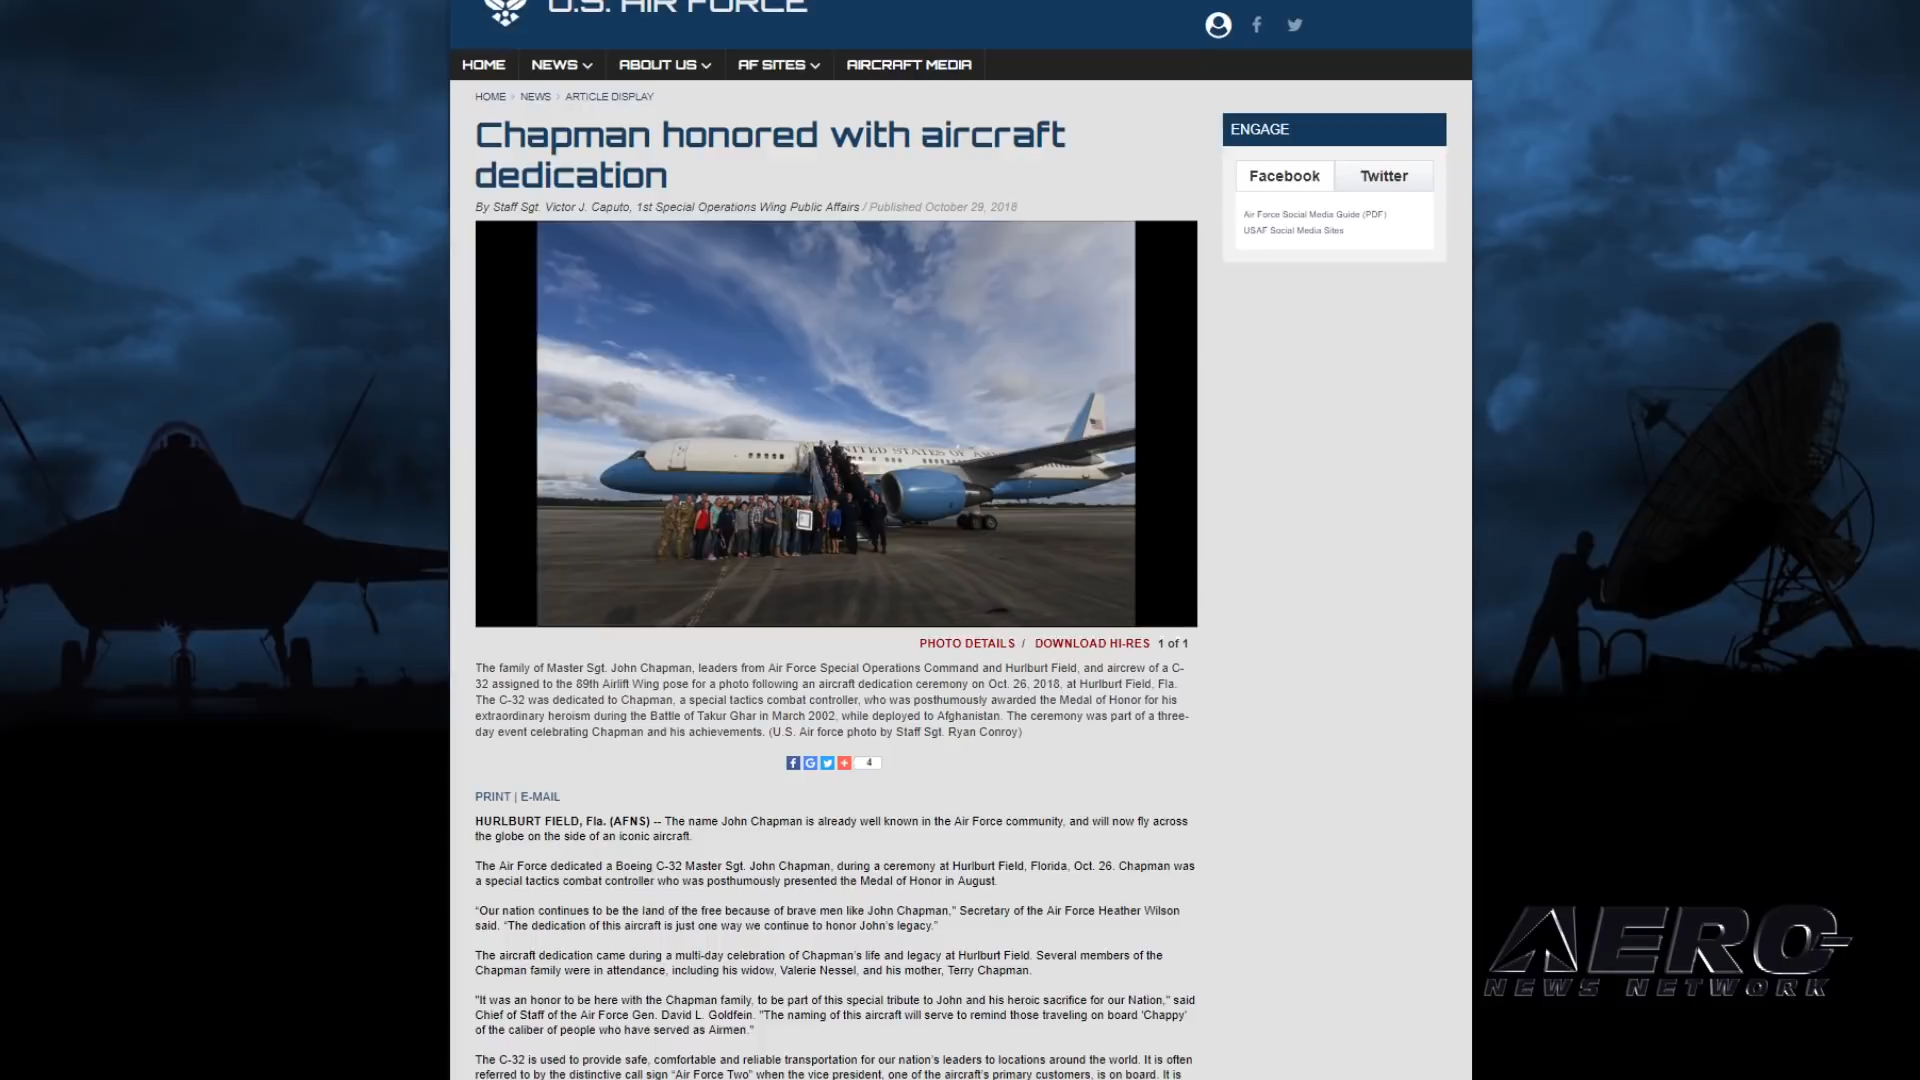 U.S. AIR FORCE
HOME NEWS ABOUT US AF SITES AIRCRAFT MEDIA
HOME > NEWS > ARTICLE DISPLAY
Chapman honored with aircraft
dedication
By Staff Sgt. Victor J. Caputo, 1st Special Operations Wing Public Affairs / Published October 29, 2018
ENGAGE
Facebook Twitter
Air Force Social Media Guide (PDF)
USAF Social Media Sites
UNITED STATES OF
PHOTO DETAILS / DOWNLOAD HI-RES 1 of 1
The family of Master Sgt. John Chapman, leaders from Air Force Special Operations Command and Hurlburt Field, and aircrew of a C-
32 assigned to the 89th Airlift Wing pose for a photo following an aircraft dedication ceremony on Oct. 26, 2018, at Hurlburt Field, Fla.
The C-32 was dedicated to Chapman, a special tactics combat controller, who was posthumously awarded the Medal of Honor for his
extraordinary heroism during the Battle of Takur Ghar in March 2002, while deployed to Afghanistan. The ceremony was part of a three-
day event celebrating Chapman and his achievements. (U.S. Air force photo by Staff Sgt. Ryan Conroy)
4
PRINT | E-MAIL
HURLBURT FIELD, Fla. (AFNS) -- The name John Chapman is already well known in the Air Force community, and will now fly across
the globe on the side of an iconic aircraft.
The Air Force dedicated a Boeing C-32 Master Sgt. John Chapman, during a ceremony at Hurlburt Field, Florida, Oct. 26. Chapman was
a special tactics combat controller who was posthumously presented the Medal of Honor in August.
“Our nation continues to be the land of the free because of brave men like John Chapman,” Secretary of the Air Force Heather Wilson
said. “The dedication of this aircraft is just one way we continue to honor John’s legacy.”
The aircraft dedication came during a multi-day celebration of Chapman’s life and legacy at Hurlburt Field. Several members of the
Chapman family were in attendance, including his widow, Valerie Nessel, and his mother, Terry Chapman.
"It was an honor to be here with the Chapman family, to be part of this special tribute to John and his heroic sacrifice for our Nation,” said
Chief of Staff of the Air Force Gen. David L. Goldfein. "The naming of this aircraft will serve to remind those traveling on board ‘Chappy’
of the caliber of people who have served as Airmen."
The C-32 is used to provide safe, comfortable and reliable transportation for our nation’s leaders to locations around the world. It is often
referred to by the distinctive call sign “Air Force Two” when the vice president, one of the aircraft’s primary customers, is on board. It is
AERO
NEWS NETWORK